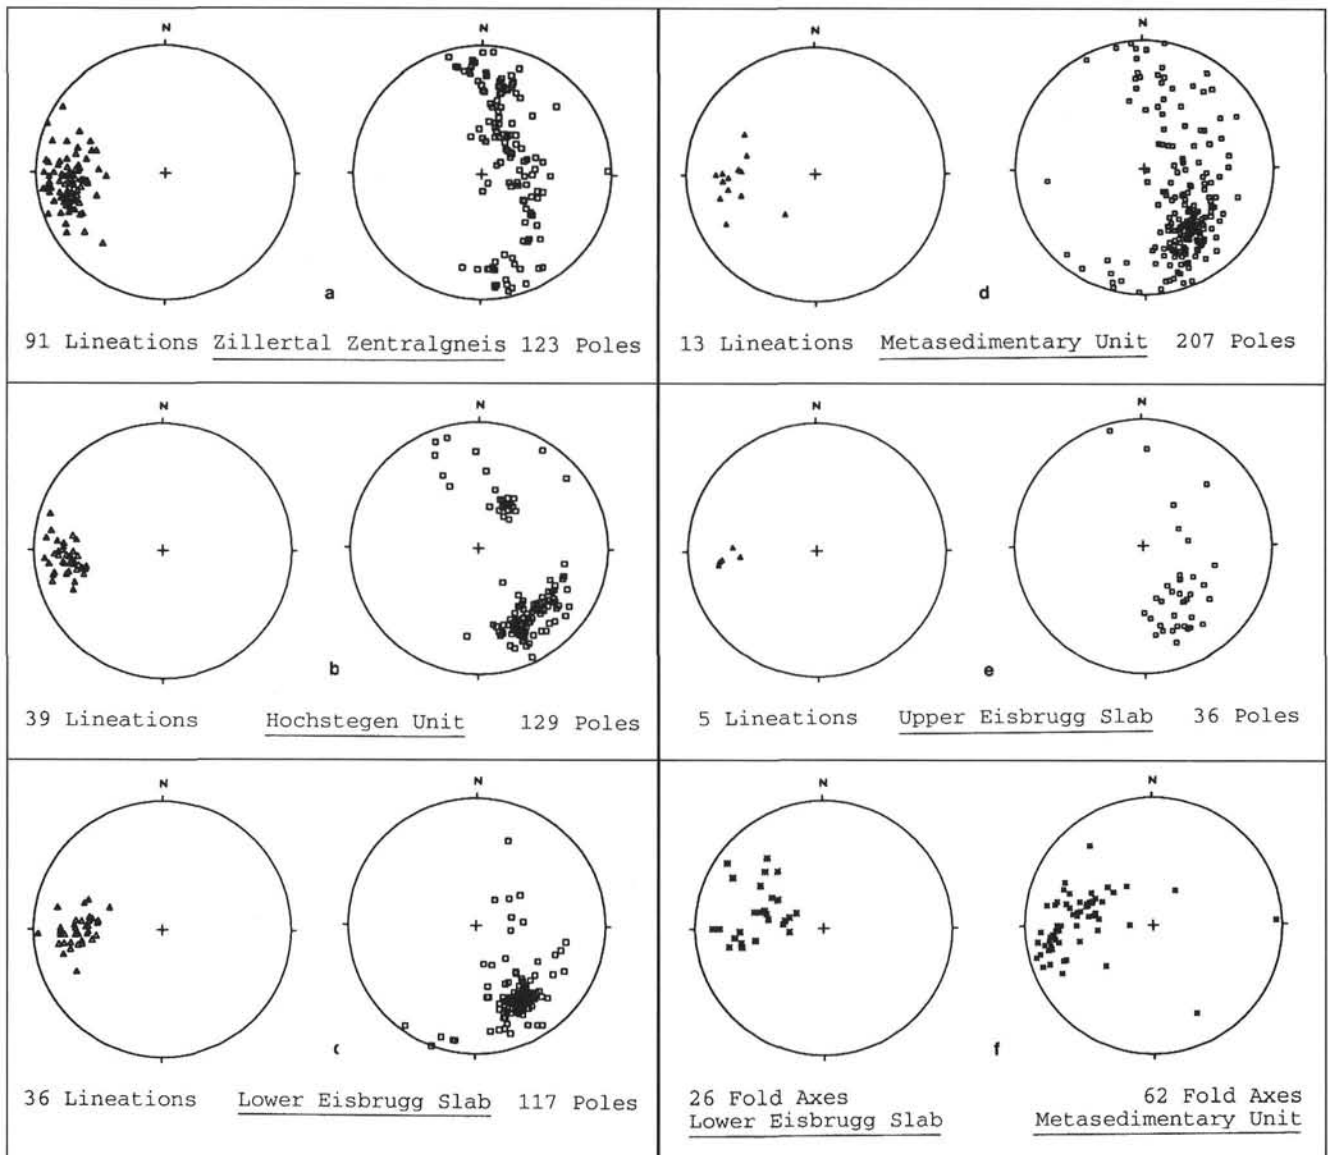 N
N
a
91 Lineations Zillertal Zentralgneis 123 Poles
N
N
d
13 Lineations Metasedimentary Unit 207 Poles
N
N
b
39 Lineations Hochstegen Unit 129 Poles
N
N
e
5 Lineations Upper Eisbrugg Slab 36 Poles
N
N
c
36 Lineations Lower Eisbrugg Slab 117 Poles
N
N
f
26 Fold Axes
Lower Eisbrugg Slab
62 Fold Axes
Metasedimentary Unit